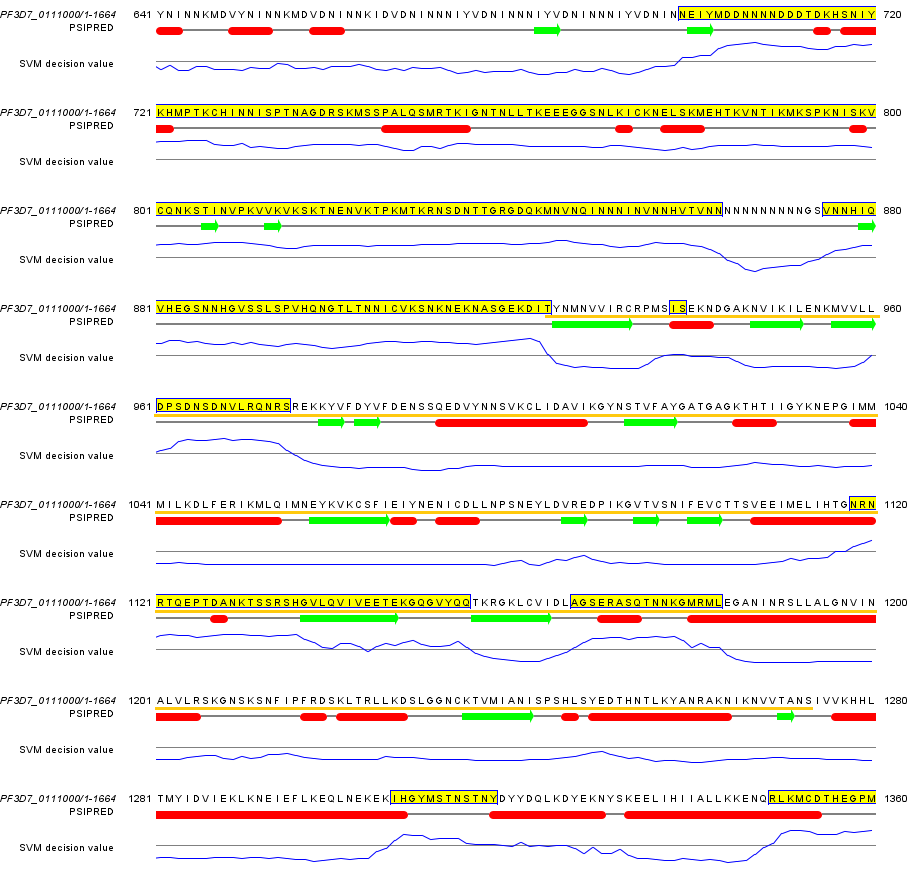 PF3D7_0111000/1-1664 641 YNINNKMDVYNINNKMDVDNINNKIDVDNINNNIYVDNINNNIYVDNINNNIYVDNINNEIYMDDNNNNDDDTDKHSNIY 720
PSIPRED
SVM decision value
PF3D7_0111000/1-1664 721 KHMPTKCHINNISPTNAGDRSKMSSPALQSMRTKIGNTNLLTKEEEGGSNLKICKNELSKMEHTKVNTIKMKSPKNISKV 800
PSIPRED
SVM decision value
PF3D7_0111000/1-1664 801 CQNKSTINVPKVVKVKSKTNENVKTPKMTKRNSDNTTGRGDQKMNVNQINNNINVNNHVTVNNNNNNNNNNNGSVNNHIQ 880
PSIPRED
SVM decision value
PF3D7_0111000/1-1664 881 VHEGSNNHGVSSLSPVHQNGTLTNNICVKSNKNEKNASGEKDITYNMNVVIRCRPMSISEKNDGAKNVIKILENKMVVLL 960
PSIPRED
SVM decision value
PF3D7_0111000/1-1664 961 DPSDNSDNVLRQNRSREKKYVFDYVFDENSSQEDVYNNSVKCLIDAVIKGYNSTVFAYGATGAGKTHTIIGYKNEPGIMM 1040
PSIPRED
SVM decision value
PF3D7_0111000/1-1664 1041 MILKDLFERIKMLQIMNEYKVKCSFIEIYNENICDLLNPSNEYLDVREDPIKGVTVSNIFEVCTTSVEEIMELIHTGNRN 1120
PSIPRED
SVM decision value
PF3D7_0111000/1-1664 1121 RTQEPTDANKTSSRSHGVLQVIVEETEKGQGVYQQTKRGKLCVIDLAGSERASQTNNKGMRMLEGANINRSLLALGNVIN 1200
PSIPRED
SVM decision value
PF3D7_0111000/1-1664 1201 ALVLRSKGNSKSNFIPFRDSKLTRLLKDSLGGNCKTVMIANISPSHLSYEDTHNTLKYANRAKNIKNVVTANSIVVKHHL 1280
PSIPRED
SVM decision value
PF3D7_0111000/1-1664 1281 TMYIDVIEKLKNEIEFLKEQLNEKEKIHGYMSTNSTNYDYYDQLKDYEKNYSKEELIHIIALLKKENQRLKMCDTHEGPM 1360
PSIPRED
SVM decision value